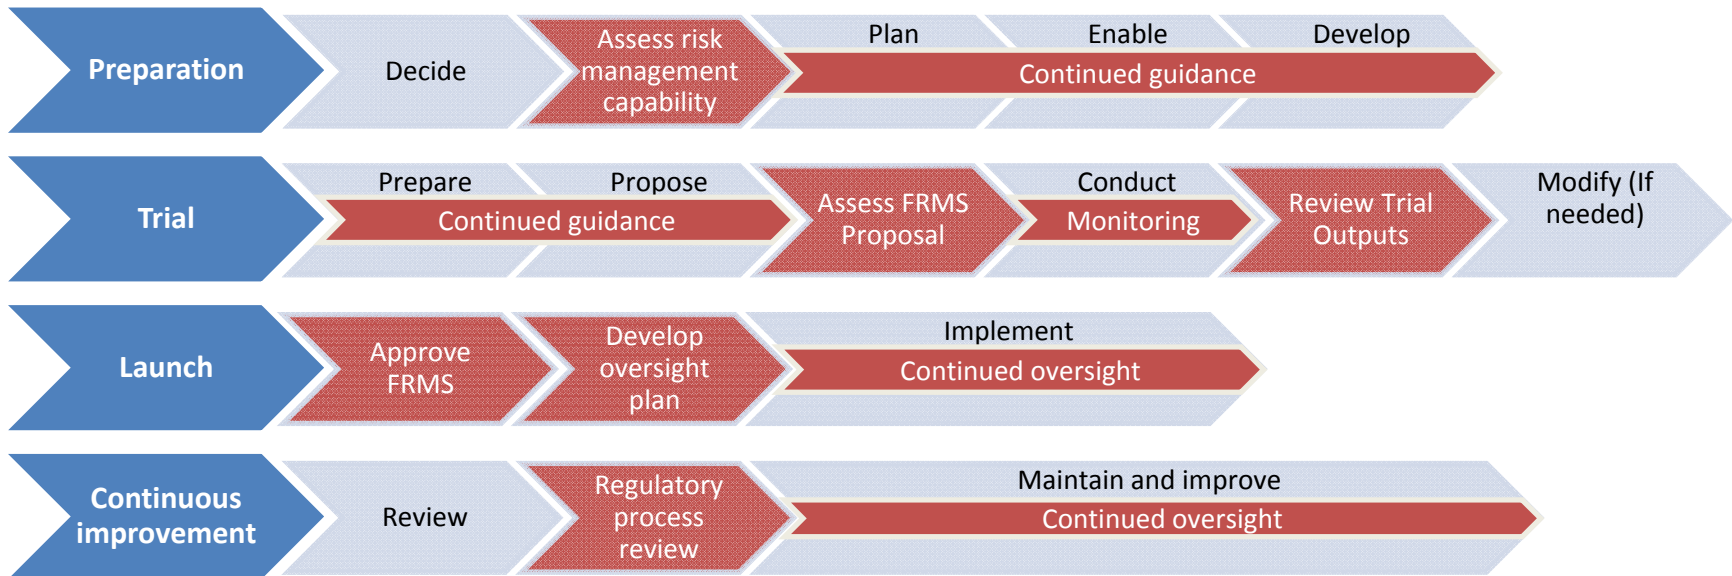 Preparation
Decide
Assess risk
management
capability
Plan
Enable
Develop
Continued guidance
Trial
Prepare
Propose
Continued guidance
Assess FRMS
Proposal
Conduct
Monitoring
Review Trial
Outputs
Modify (If
needed)
Launch
Approve
FRMS
Develop
oversight
plan
Implement
Continued oversight
Continuous
improvement
Review
Regulatory
process
review
Maintain and improve
Continued oversight